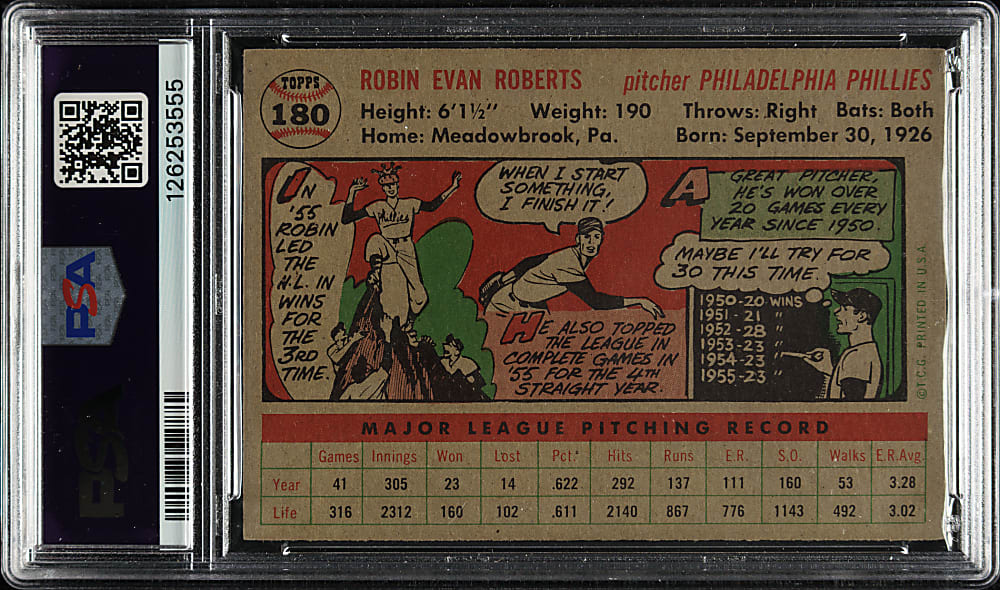 126253555
PSA
PSA
TOPPS
180
ROBIN EVAN ROBERTS pitcher PHILADELPHIA PHILLIES
Height: 6'1½" Weight: 190 Throws: Right Bats: Both
Home: Meadowbrook, Pa. Born: September 30, 1926
IN
'55
ROBIN
LED
THE
N.L. IN
WINS
FOR
THE
3RD
TIME.
Phillies
WHEN I START
SOMETHING,
I FINISH IT!
HE ALSO TOPPED
THE LEAGUE IN
COMPLETE GAMES IN
'55 FOR THE 4TH
STRAIGHT YEAR.
A GREAT PITCHER,
HE'S WON OVER
20 GAMES EVERY
YEAR SINCE 1950.
MAYBE I'LL TRY FOR
30 THIS TIME.
1950-20 WINS
1951-21 "
1952-28 "
1953-23 "
1954-23 "
1955-23 "
©T.C.G. PRINTED IN U.S.A.
MAJOR LEAGUE PITCHING RECORD
Games Innings Won Lost Pct. Hits Runs E.R. S.O. Walks E.R.Avg.
Year 41 305 23 14 .622 292 137 111 160 53 3.28
Life 316 2312 160 102 .611 2140 867 776 1143 492 3.02